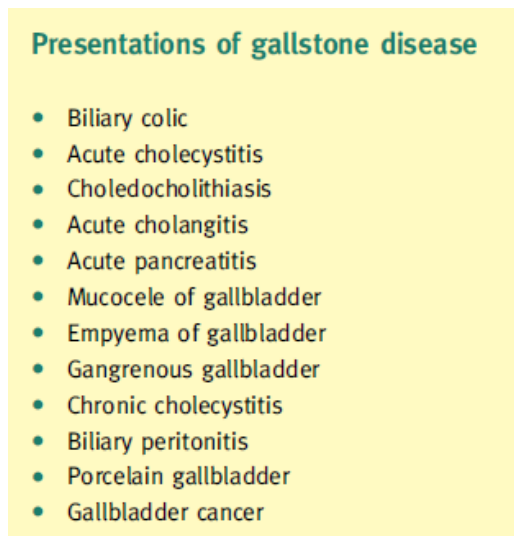 Presentations of gallstone disease
• Biliary colic
• Acute cholecystitis
• Choledocholithiasis
• Acute cholangitis
• Acute pancreatitis
• Mucocele of gallbladder
• Empyema of gallbladder
• Gangrenous gallbladder
• Chronic cholecystitis
• Biliary peritonitis
• Porcelain gallbladder
• Gallbladder cancer